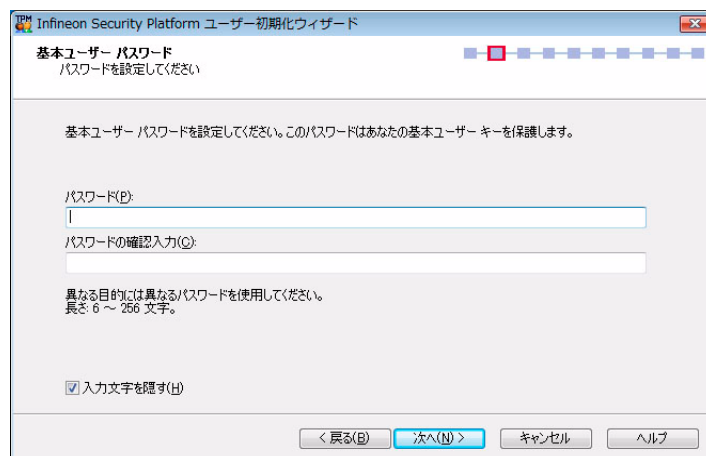 TPM Infineon Security Platform ユーザー初期化ウィザード
基本ユーザー パスワード
パスワードを設定してください
基本ユーザー パスワードを設定してください。このパスワードはあなたの基本ユーザー キーを保護します。
パスワード(P):
パスワードの確認入力(C):
異なる目的には異なるパスワードを使用してください。
長さ: 6 ～ 256 文字。
入力文字を隠す(H)
< 戻る(B) 次へ(N) > キャンセル ヘルプ